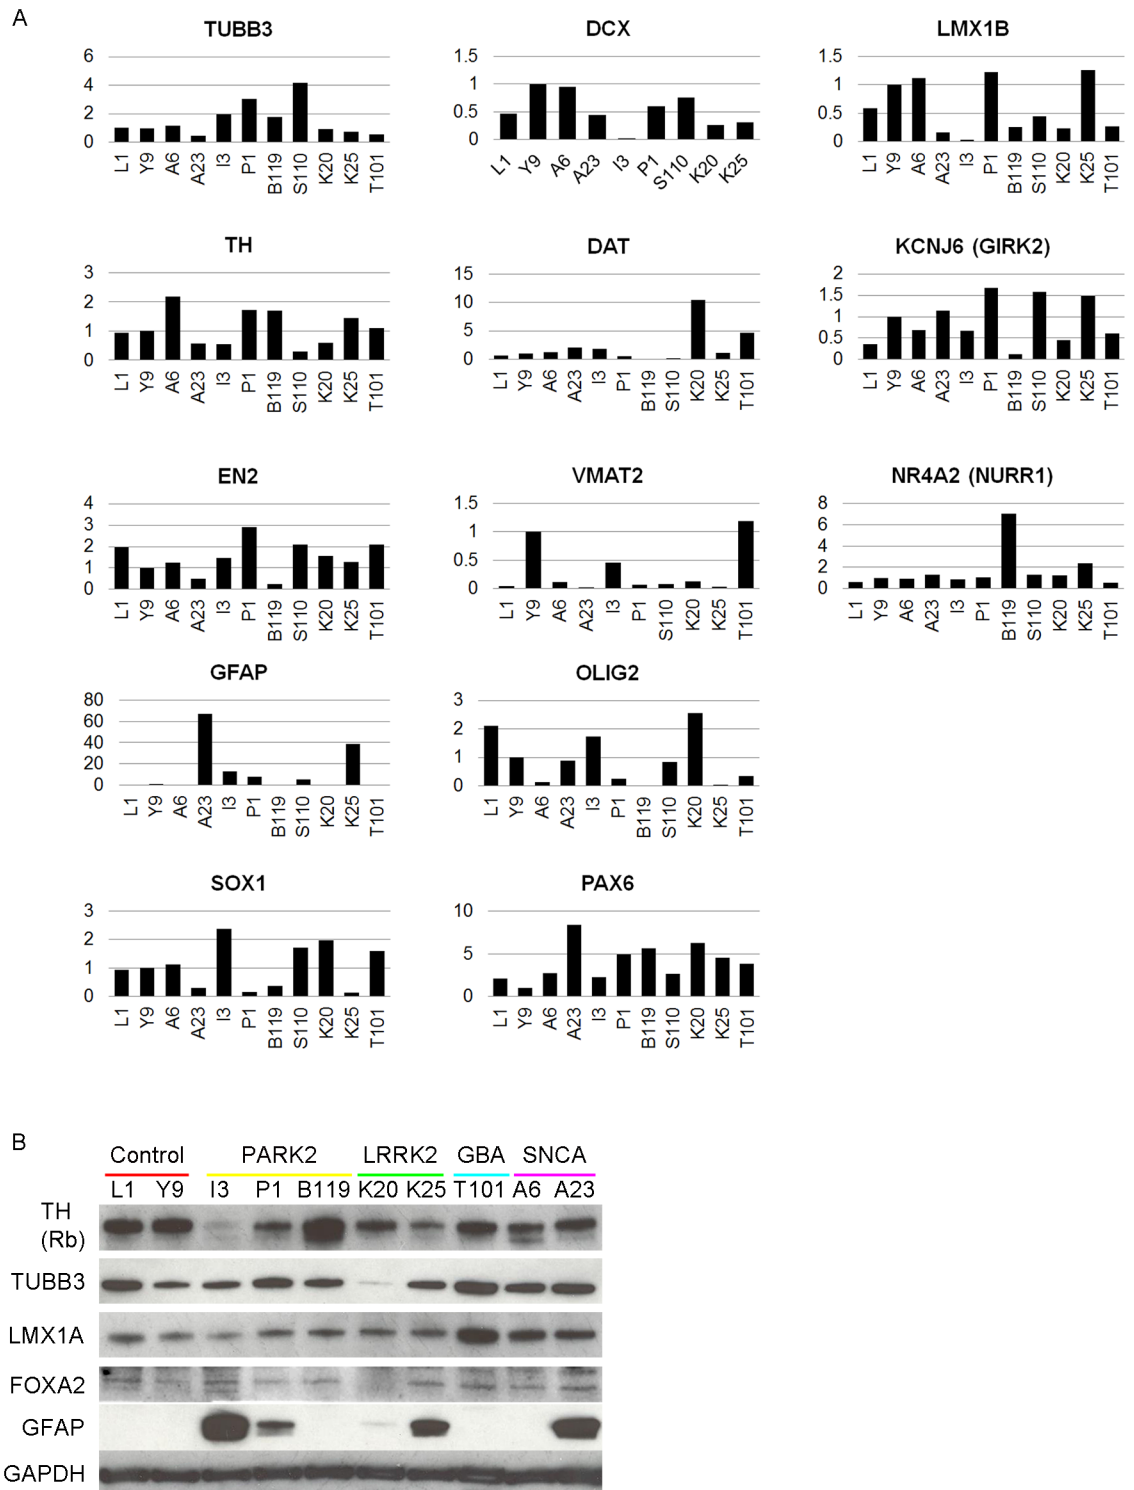 A
TUBB3
6
4
2
0
L1 Y9 A6 A23 I3 P1 B119 S110 K20 K25 T101
DCX
1.5
1
0.5
0
L1 Y9 A6 A23 I3 P1 S110 K20 K25
LMX1B
1.5
1
0.5
0
L1 Y9 A6 A23 I3 P1 B119 S110 K20 K25 T101
TH
3
2
1
0
L1 Y9 A6 A23 I3 P1 B119 S110 K20 K25 T101
DAT
15
10
5
0
L1 Y9 A6 A23 I3 P1 B119 S110 K20 K25 T101
KCNJ6 (GIRK2)
2
1.5
1
0.5
0
L1 Y9 A6 A23 I3 P1 B119 S110 K20 K25 T101
EN2
4
3
2
1
0
L1 Y9 A6 A23 I3 P1 B119 S110 K20 K25 T101
VMAT2
1.5
1
0.5
0
L1 Y9 A6 A23 I3 P1 S110 K20 K25 T101
NR4A2 (NURR1)
8
6
4
2
0
L1 Y9 A6 A23 I3 P1 B119 S110 K20 K25 T101
GFAP
80
60
40
20
0
L1 Y9 A6 A23 I3 P1 B119 S110 K20 K25 T101
OLIG2
3
2
1
0
L1 Y9 A6 A23 I3 P1 B119 S110 K20 K25 T101
SOX1
3
2
1
0
L1 Y9 A6 A23 I3 P1 B119 S110 K20 K25 T101
PAX6
10
5
0
L1 Y9 A6 A23 I3 P1 B119 S110 K20 K25 T101
B
Control PARK2 LRRK2 GBA SNCA
L1 Y9 I3 P1 B119 K20 K25 T101 A6 A23
TH
(Rb)
TUBB3
LMX1A
FOXA2
GFAP
GAPDH